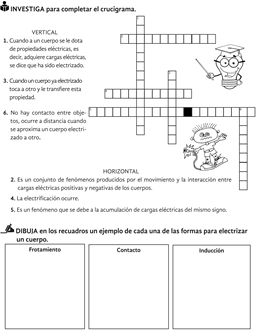 INVESTIGA para completar el crucigrama.
VERTICAL
1. Cuando a un cuerpo se le dota
de propiedades eléctricas, es
decir, adquiere cargas eléctricas,
se dice que ha sido electrizado.
3. Cuando un cuerpo ya electrizado
toca a otro y le transfiere esta
propiedad.
6. No hay contacto entre obje-
tos, ocurre a distancia cuando
se aproxima un cuerpo electri-
zado a otro.
HORIZONTAL
2. Es un conjunto de fenómenos producidos por el movimiento y la interacción entre
cargas eléctricas positivas y negativas de los cuerpos.
4. La electrificación ocurre.
5. Es un fenómeno que se debe a la acumulación de cargas eléctricas del mismo signo.
DIBUJA en los recuadros un ejemplo de cada una de las formas para electrizar
un cuerpo.
Frotamiento
Contacto
Inducción